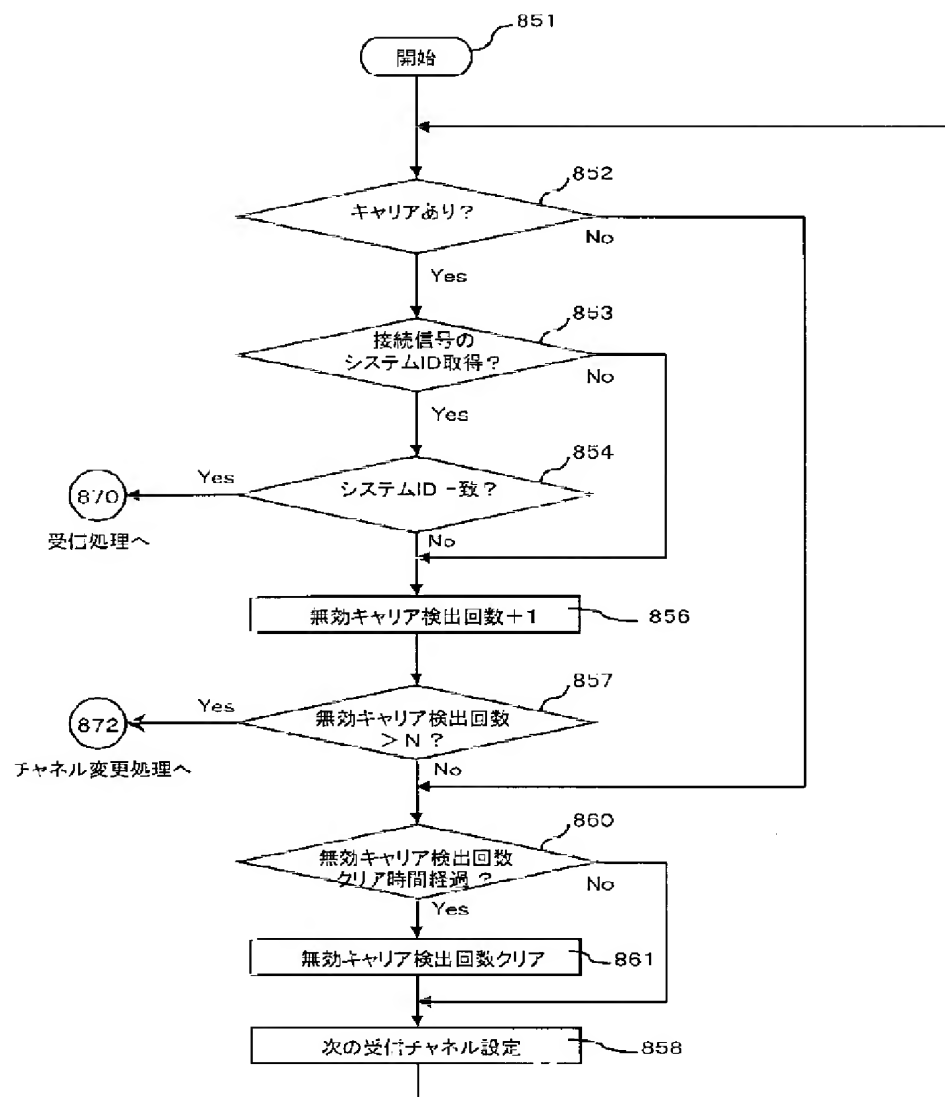 851
開始
852
キャリアあり?
No
Yes
853
接続信号の
システムID取得?
No
Yes
854
システムID一致?
Yes
870
受信処理へ
No
無効キャリア検出回数+1
856
857
無効キャリア検出回数
>N?
Yes
872
チャネル変更処理へ
No
860
無効キャリア検出回数
クリア時間経過?
No
Yes
無効キャリア検出回数クリア
861
次の受信チャネル設定
858